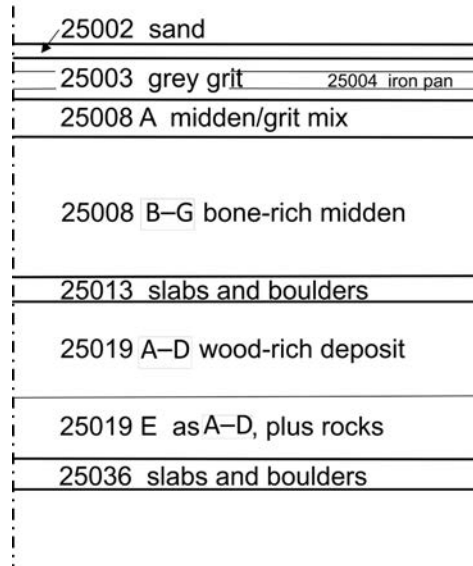 25002 sand
25003 grey grit 25004 iron pan
25008 A midden/grit mix
25008 B–G bone-rich midden
25013 slabs and boulders
25019 A–D wood-rich deposit
25019 E as A–D, plus rocks
25036 slabs and boulders